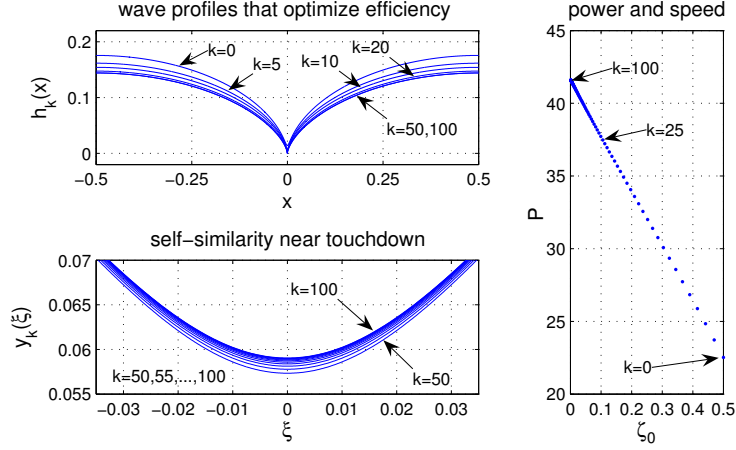 wave profiles that optimize efficiency
h_k(x)
0.2
0.1
0
k=0
k=5
k=10
k=20
k=50,100
−0.5
−0.25
0
0.25
0.5
x
self−similarity near touchdown
y_k(ξ)
0.07
0.065
0.06
0.055
k=100
k=50
k=50,55,...,100
−0.03
−0.02
−0.01
0
0.01
0.02
0.03
ξ
power and speed
P
45
40
35
30
25
20
k=100
k=25
k=0
0
0.1
0.2
0.3
0.4
0.5
ζ_0